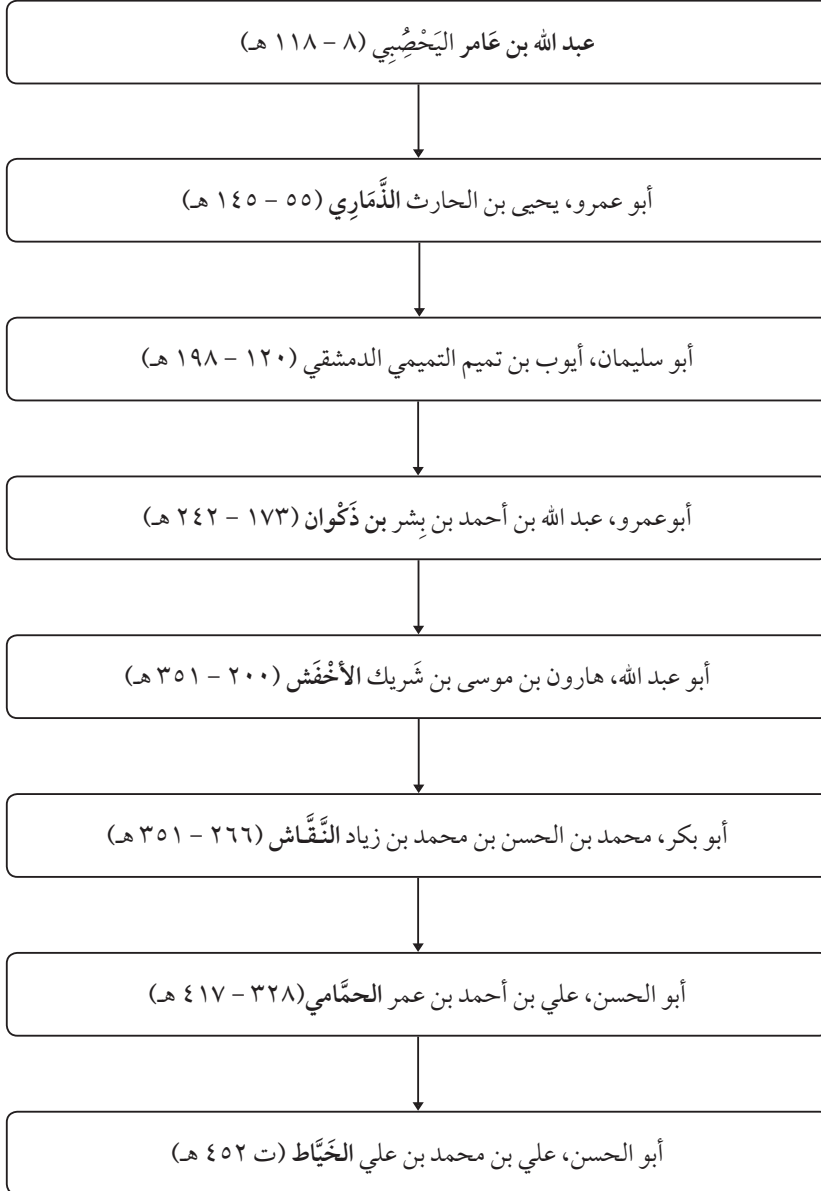 عبد الله بن عَامر اليَحْصُِبِي (٨ – ١١٨ هـ)
أبو عمرو، يحيى بن الحارث الذَّمَارِي (٥٥ – ١٤٥ هـ)
أبو سليمان، أيوب بن تميم التميمي الدمشقي (١٢٠ – ١٩٨ هـ)
أبوعمرو، عبد الله بن أحمد بن بِشر بن ذَكْوان (١٧٣ – ٢٤٢ هـ)
أبو عبد الله، هارون بن موسى بن شَريك الأخْفَش (٢٠٠ – ٣٥١ هـ)
أبو بكر، محمد بن الحسن بن محمد بن زياد النَّقَّاش (٢٦٦ – ٣٥١ هـ)
أبو الحسن، علي بن أحمد بن عمر الحمَّامي(٣٢٨ – ٤١٧ هـ)
أبو الحسن، علي بن محمد بن علي الخَيَّاط (ت ٤٥٢ هـ)